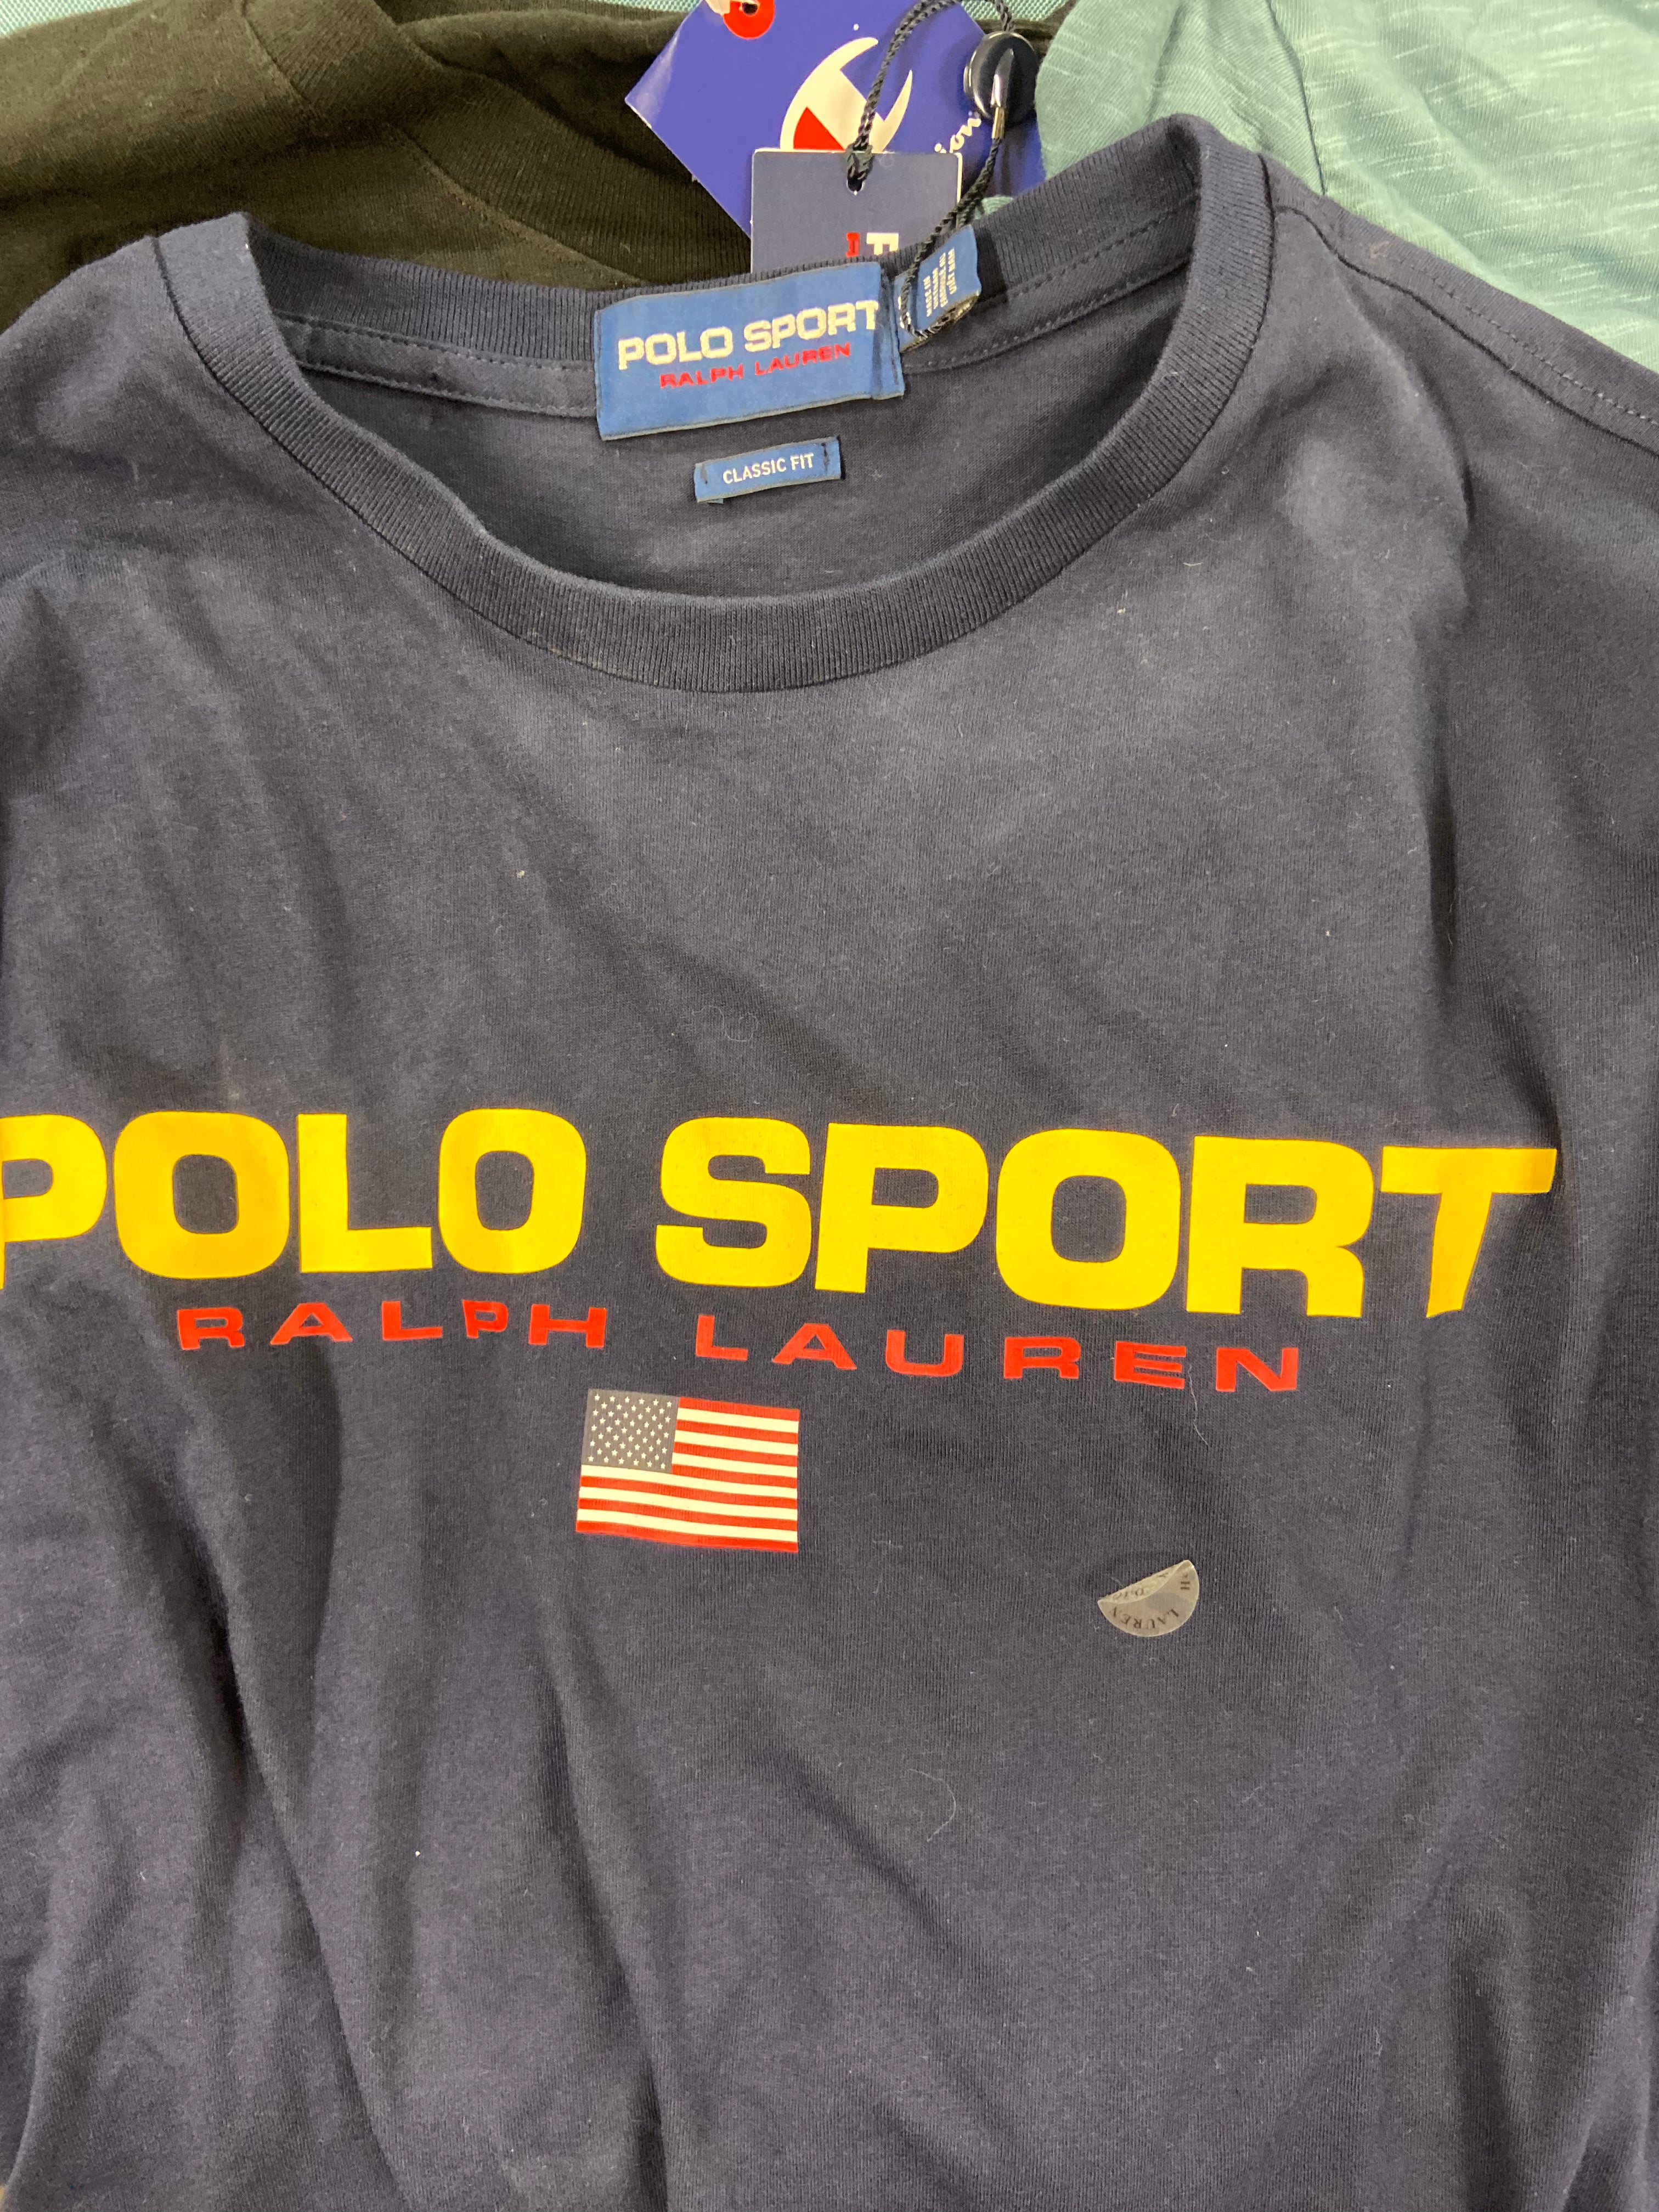 POLO SPORT
RALPH LAUREN
CLASSIC FIT
POLO SPORT
RALPH LAUREN
LAUREN